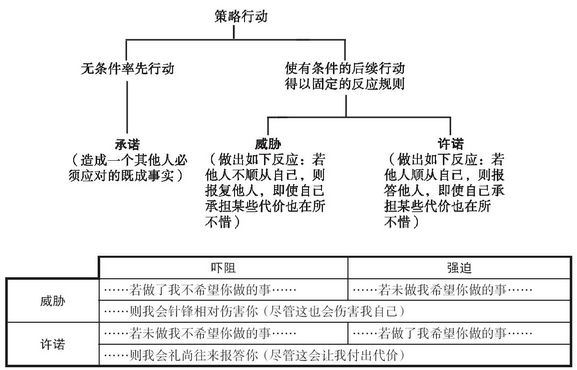 策略行动
无条件率先行动
使有条件的后续行动
得以固定的反应规则
承诺
（造成一个其他人必
须应对的既成事实）
威胁
（做出如下反应：若
他人不顺从自己，则
报复他人，即使自己
承担某些代价也在所
不惜）
许诺
（做出如下反应：若
他人顺从自己，则报
答他人，即使自己承
担某些代价也在所
不惜）
吓阻
强迫
威胁
……若做了我不希望你做的事……
……若未做我希望你做的事……
……则我会针锋相对伤害你（尽管这也会伤害我自己）
许诺
……若未做我不希望你做的事……
……若做了我希望你做的事……
……则我会礼尚往来报答你（尽管这会让我付出代价）